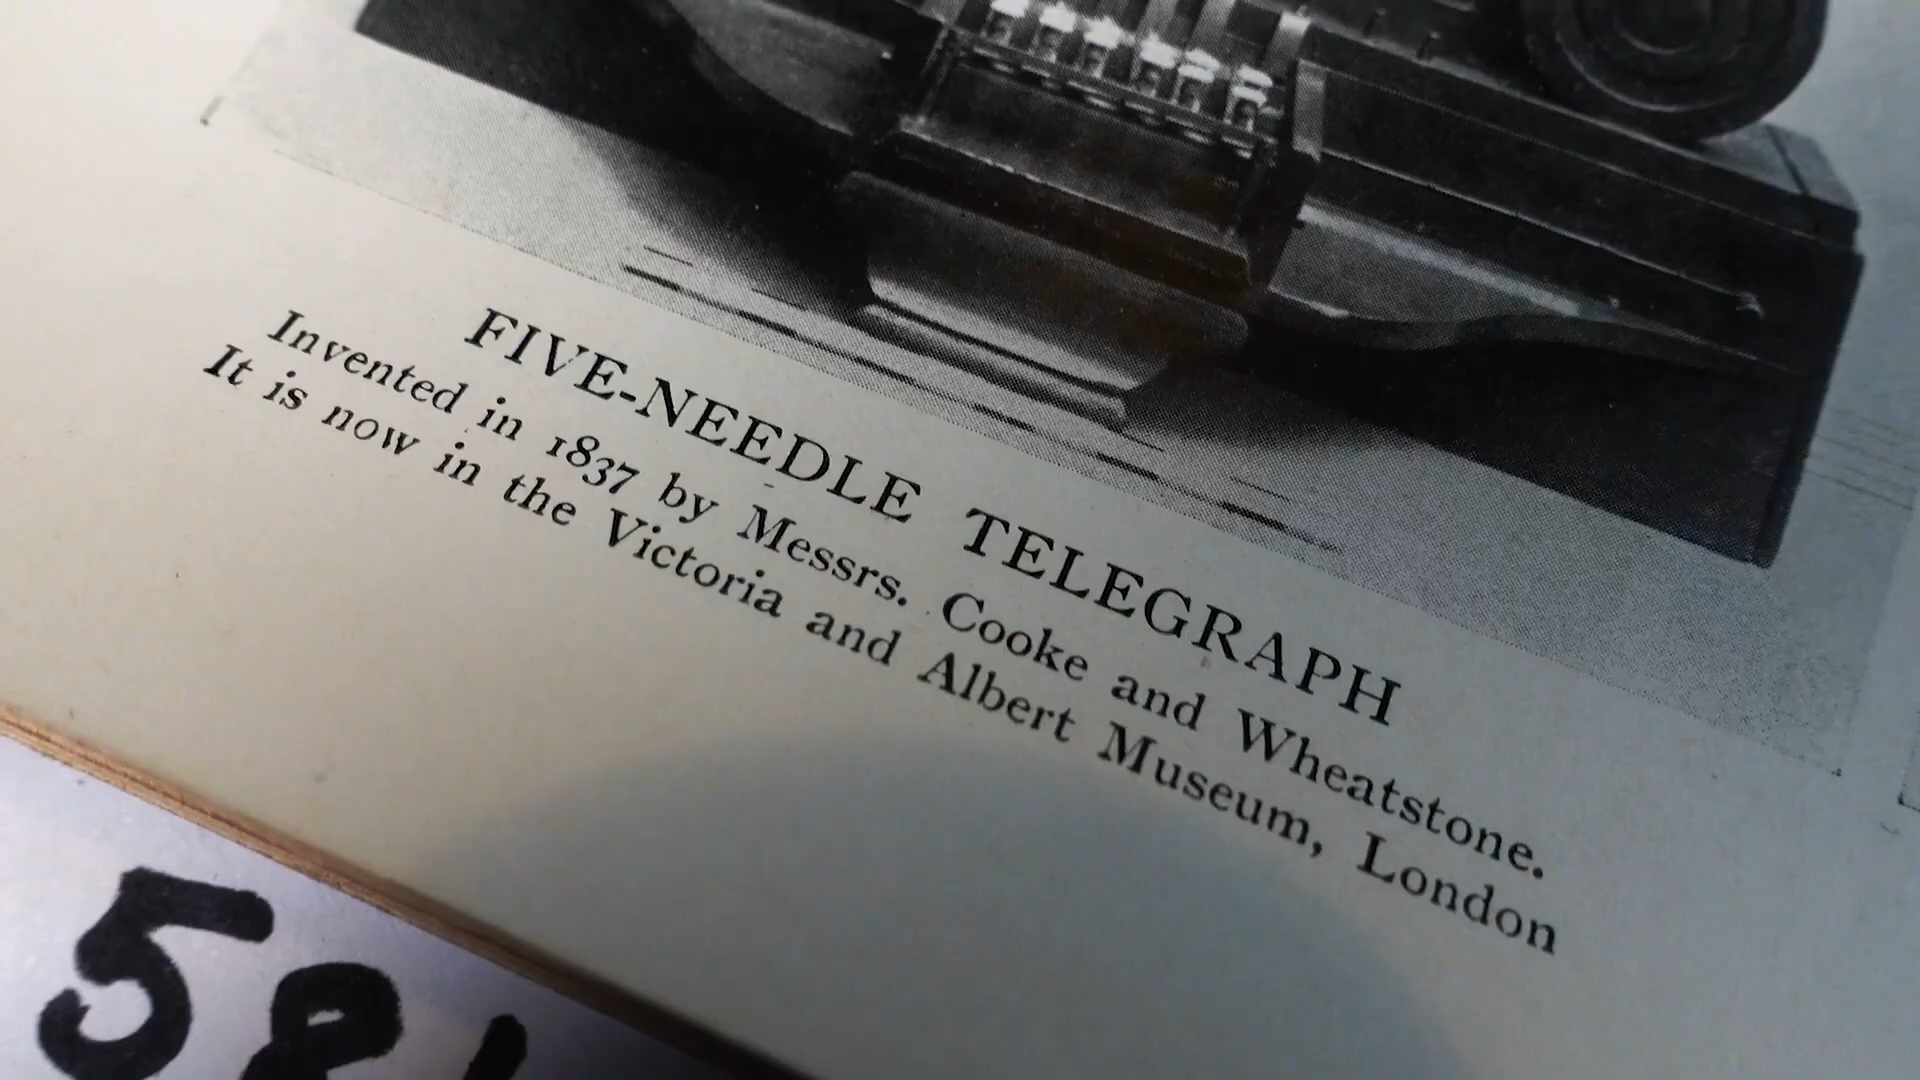 FIVE-NEEDLE TELEGRAPH
Invented in 1837 by Messrs. Cooke and Wheatstone.
It is now in the Victoria and Albert Museum, London